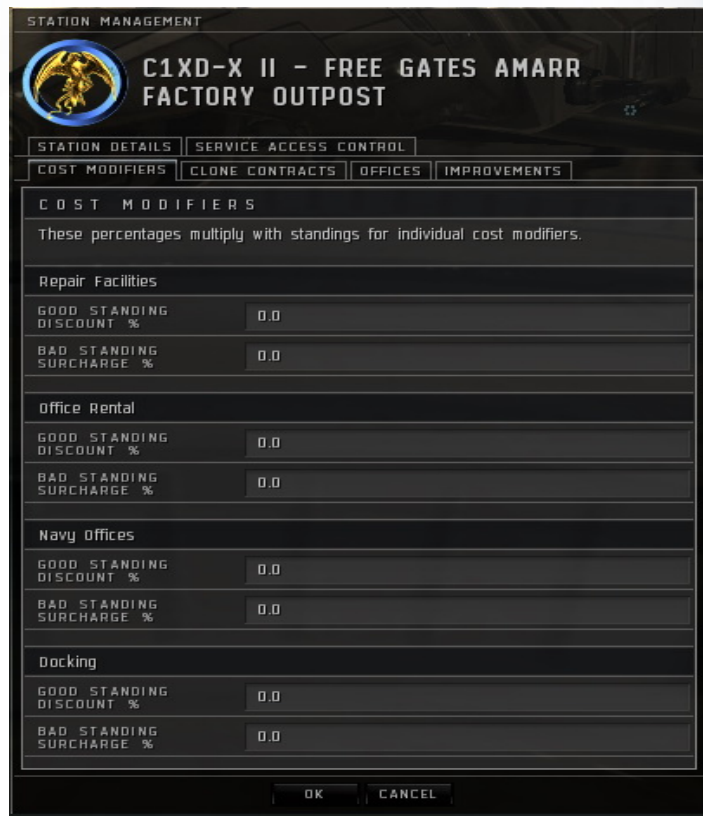 STATION MANAGEMENT
C1XD-X II - FREE GATES AMARR
FACTORY OUTPOST
STATION DETAILS SERVICE ACCESS CONTROL
COST MODIFIERS CLONE CONTRACTS OFFICES IMPROVEMENTS
COST MODIFIERS
These percentages multiply with standings for individual cost modifiers.
Repair Facilities
GOOD STANDING
DISCOUNT % 0.0
BAD STANDING
SURCHARGE % 0.0
Office Rental
GOOD STANDING
DISCOUNT % 0.0
BAD STANDING
SURCHARGE % 0.0
Navy Offices
GOOD STANDING
DISCOUNT % 0.0
BAD STANDING
SURCHARGE % 0.0
Docking
GOOD STANDING
DISCOUNT % 0.0
BAD STANDING
SURCHARGE % 0.0
OK CANCEL